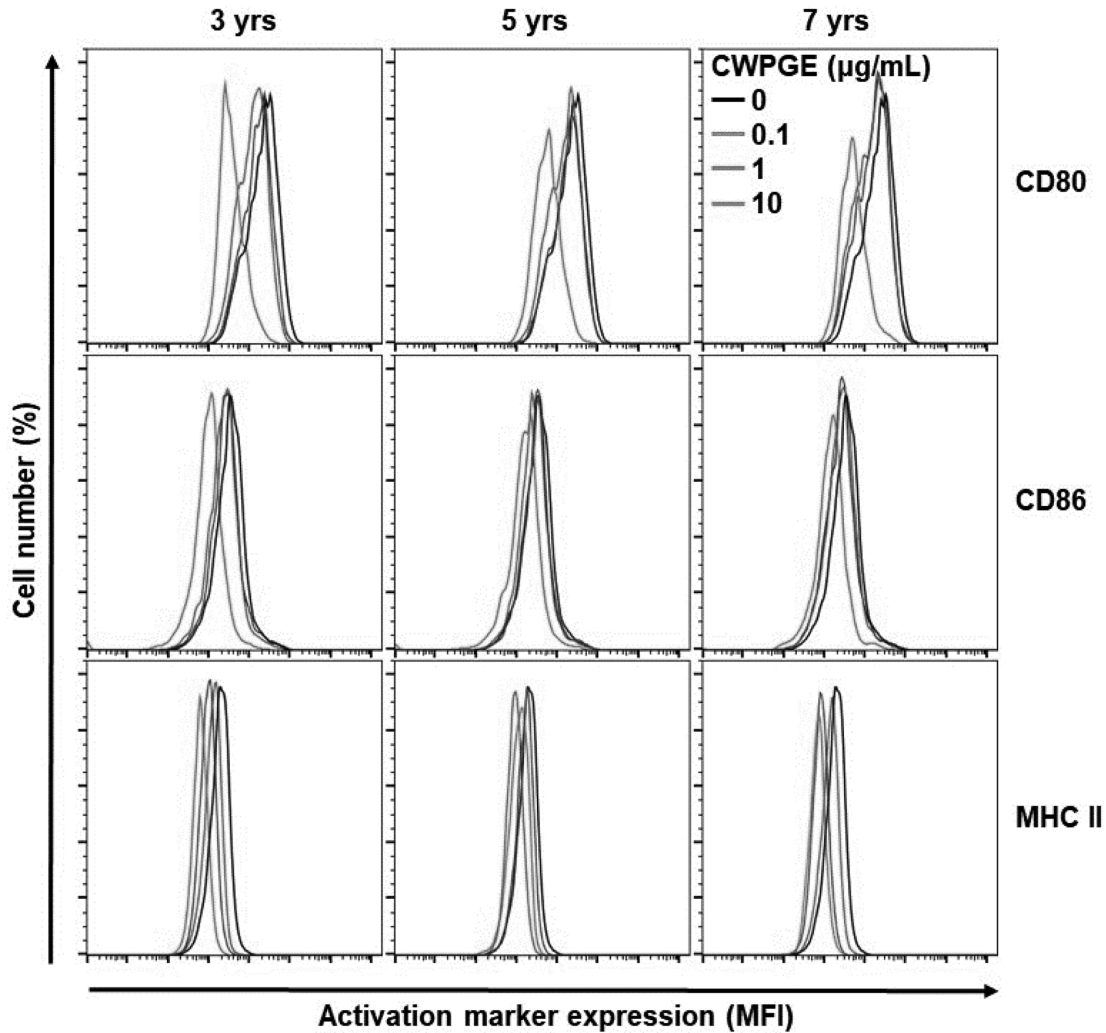 3 yrs 5 yrs 7 yrs
CWPGE (µg/mL)
0
0.1
1
10
CD80
CD86
MHC II
Cell number (%)
Activation marker expression (MFI)